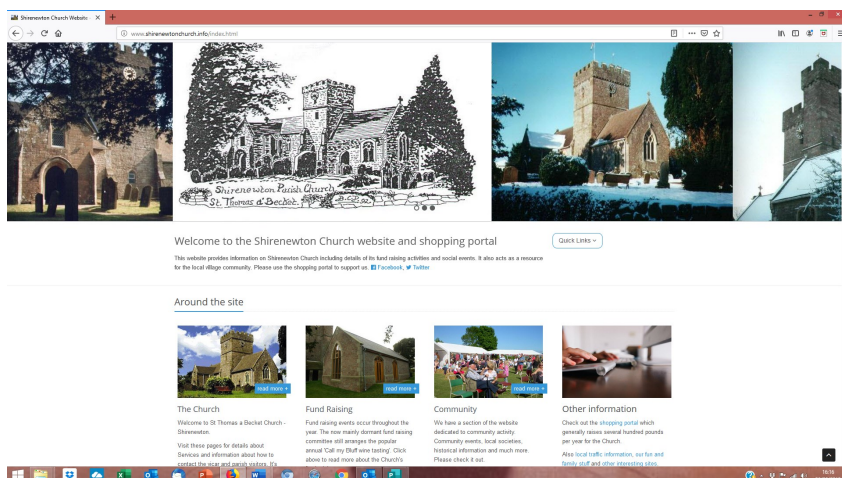 Shirenewton Church Website -
www.shirenewtonchurch.info/index.html
Shirenewton Parish Church
St. Thomas a' Becket.
Welcome to the Shirenewton Church website and shopping portal
Quick Links
This website provides information on Shirenewton Church including details of its fund raising activities and social events. It also acts as a resource
for the local village community. Please use the shopping portal to support us. Facebook, Twitter
Around the site
read more +
read more +
read more +
The Church
Welcome to St Thomas a Becket Church -
Shirenewton.
Visit these pages for details about
Services and information about how to
contact the vicar and parish visitors. It's
Fund Raising
Fund raising events occur throughout the
year. The now mainly dormant fund raising
committee still arranges the popular
annual 'Call my Bluff wine tasting'. Click
above to read more about the Church's
Community
We have a section of the website
dedicated to community activity.
Community events, local societies,
historical information and much more.
Please check it out.
Other information
Check out the shopping portal which
generally raises several hundred pounds
per year for the Church.
Also local traffic information, our fun and
family stuff and other interesting sites.
16:16